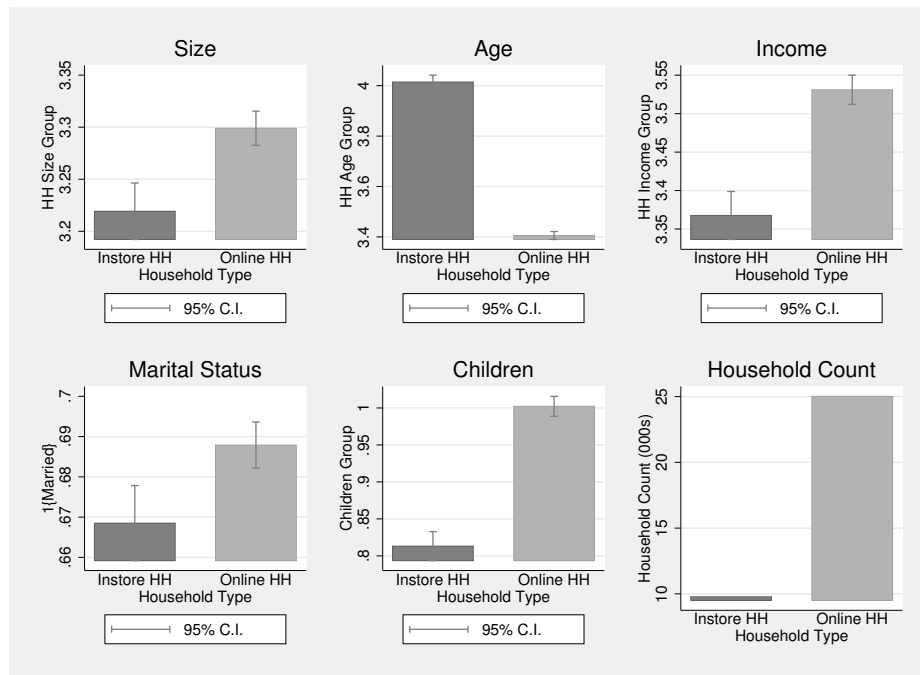 Size
HH Size Group
3.35
3.3
3.25
3.2
Instore HH Online HH
Household Type
95% C.I.
Age
HH Age Group
4
3.8
3.6
3.4
Instore HH Online HH
Household Type
95% C.I.
Income
HH Income Group
3.55
3.5
3.45
3.4
3.35
Instore HH Online HH
Household Type
95% C.I.
Marital Status
1{Married}
.7
.69
.68
.67
.66
Instore HH Online HH
Household Type
95% C.I.
Children
Children Group
1
.95
.9
.85
.8
Instore HH Online HH
Household Type
95% C.I.
Household Count
Household Count (000s)
25
20
15
10
Instore HH Online HH
Household Type